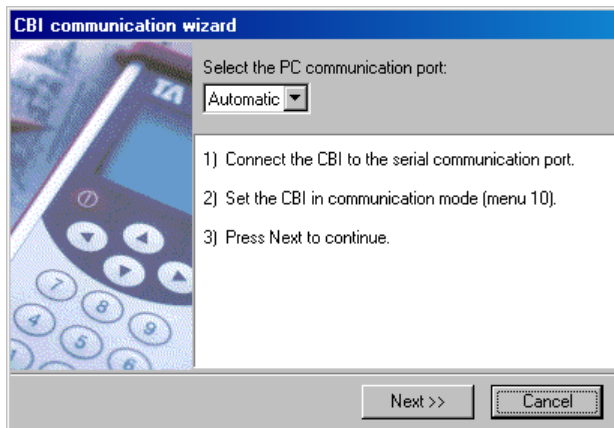 CBI communication wizard
Select the PC communication port:
Automatic
TA
1) Connect the CBI to the serial communication port.
2) Set the CBI in communication mode (menu 10).
3) Press Next to continue.
7
8
9
4
5
6
1
Next >>
Cancel